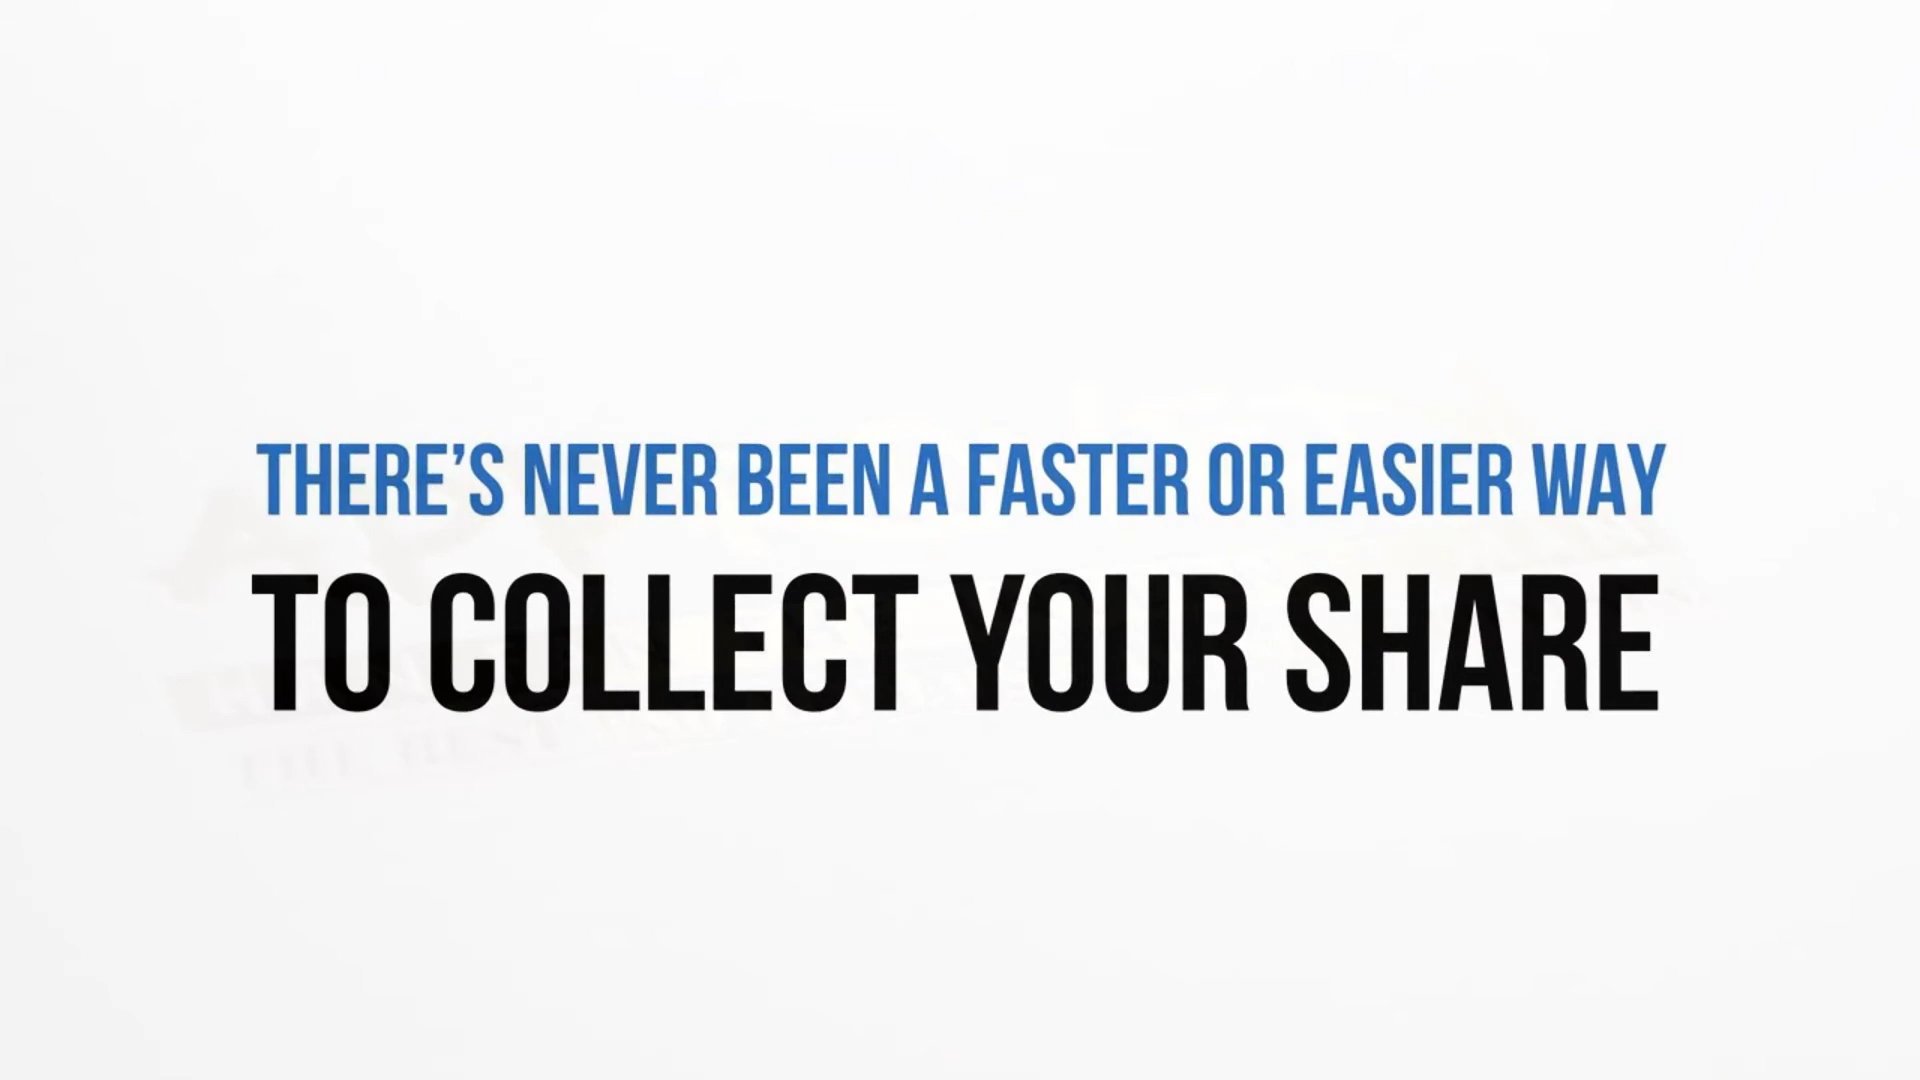 THERE’S NEVER BEEN A FASTER OR EASIER WAY
TO COLLECT YOUR SHARE